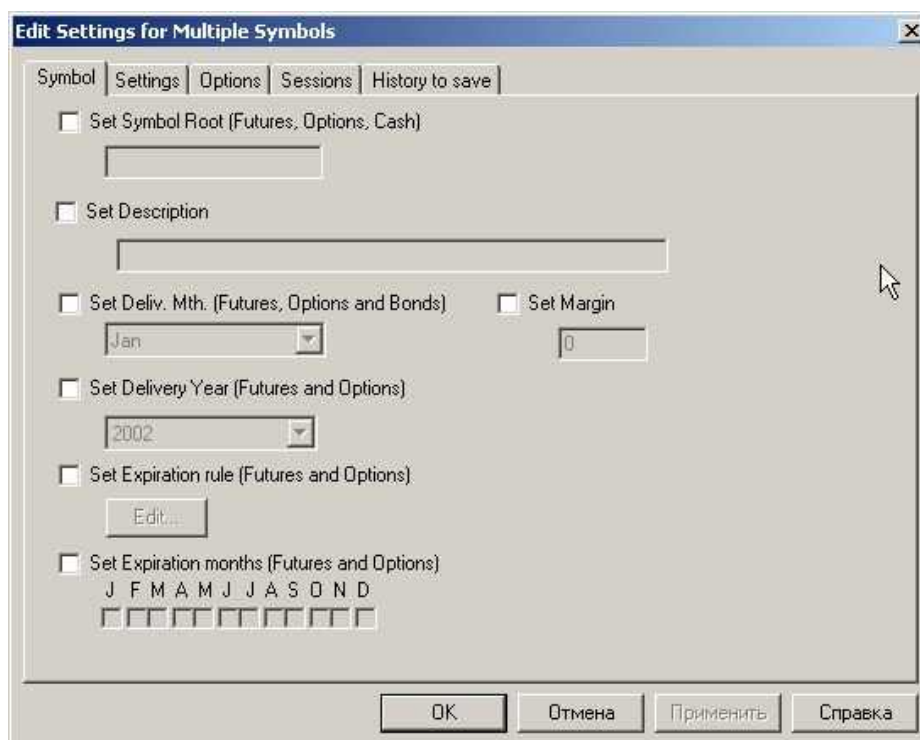 Edit Settings for Multiple Symbols
Symbol Settings Options Sessions History to save
Set Symbol Root (Futures, Options, Cash)
Set Description
Set Deliv. Mth. (Futures, Options and Bonds) Set Margin
Jan 0
Set Delivery Year (Futures and Options)
2002
Set Expiration rule (Futures and Options)
Edit...
Set Expiration months (Futures and Options)
J F M A M J J A S O N D
OK Отмена Применить Справка